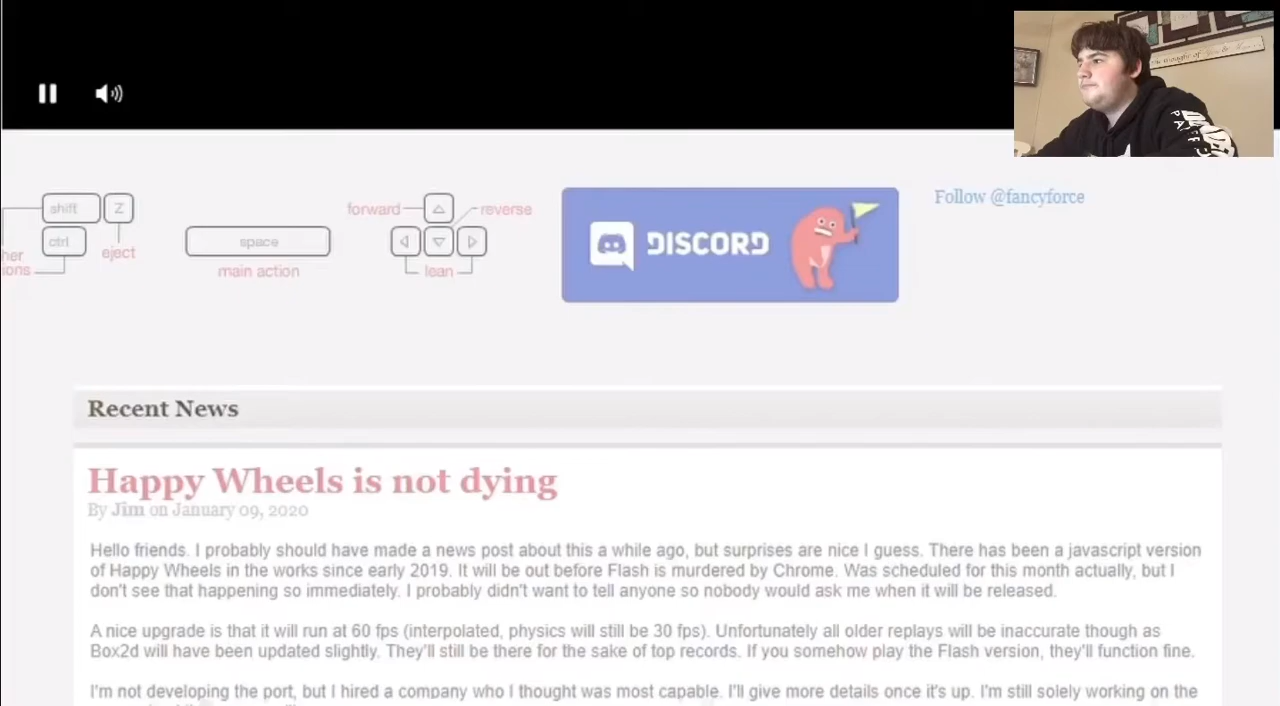 shift
Z
ctrl
eject
space
main action
forward
reverse
lean
DISCORD
Follow @fancyforce
Recent News
Happy Wheels is not dying
By Jim on January 09, 2020
Hello friends. I probably should have made a news post about this a while ago, but surprises are nice I guess. There has been a javascript version
of Happy Wheels in the works since early 2019. It will be out before Flash is murdered by Chrome. Was scheduled for this month actually, but I
don't see that happening so immediately. I probably didn't want to tell anyone so nobody would ask me when it will be released.
A nice upgrade is that it will run at 60 fps (interpolated, physics will still be 30 fps). Unfortunately all older replays will be inaccurate though as
Box2d will have been updated slightly. They'll still be there for the sake of top records. If you somehow play the Flash version, they'll function fine.
I'm not developing the port, but I hired a company who I thought was most capable. I'll give more details once it's up. I'm still solely working on the